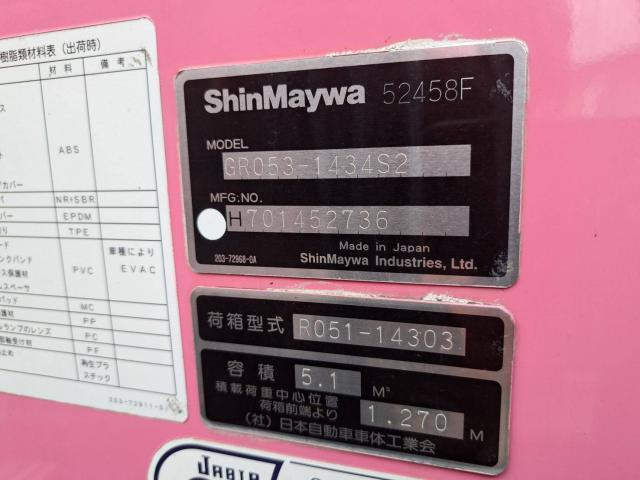 樹脂類材料表（出荷時）
材料 備考
ABS
カバー
NR+SBR
EPDM
TPE
車種により
PVC EVAC
MC
PP
PC
PF
再生プラ
スチック
ShinMaywa 52458F
MODEL
GR053-1434S2
MFG:NO.
H701452736
Made in Japan
203-72968-0A ShinMaywa Industries, Ltd.
荷箱型式 R051-14303
容積 5.1 M³
積載荷重中心位置
荷箱前端より 1.270 M
(社)日本自動車車体工業会
JABIA